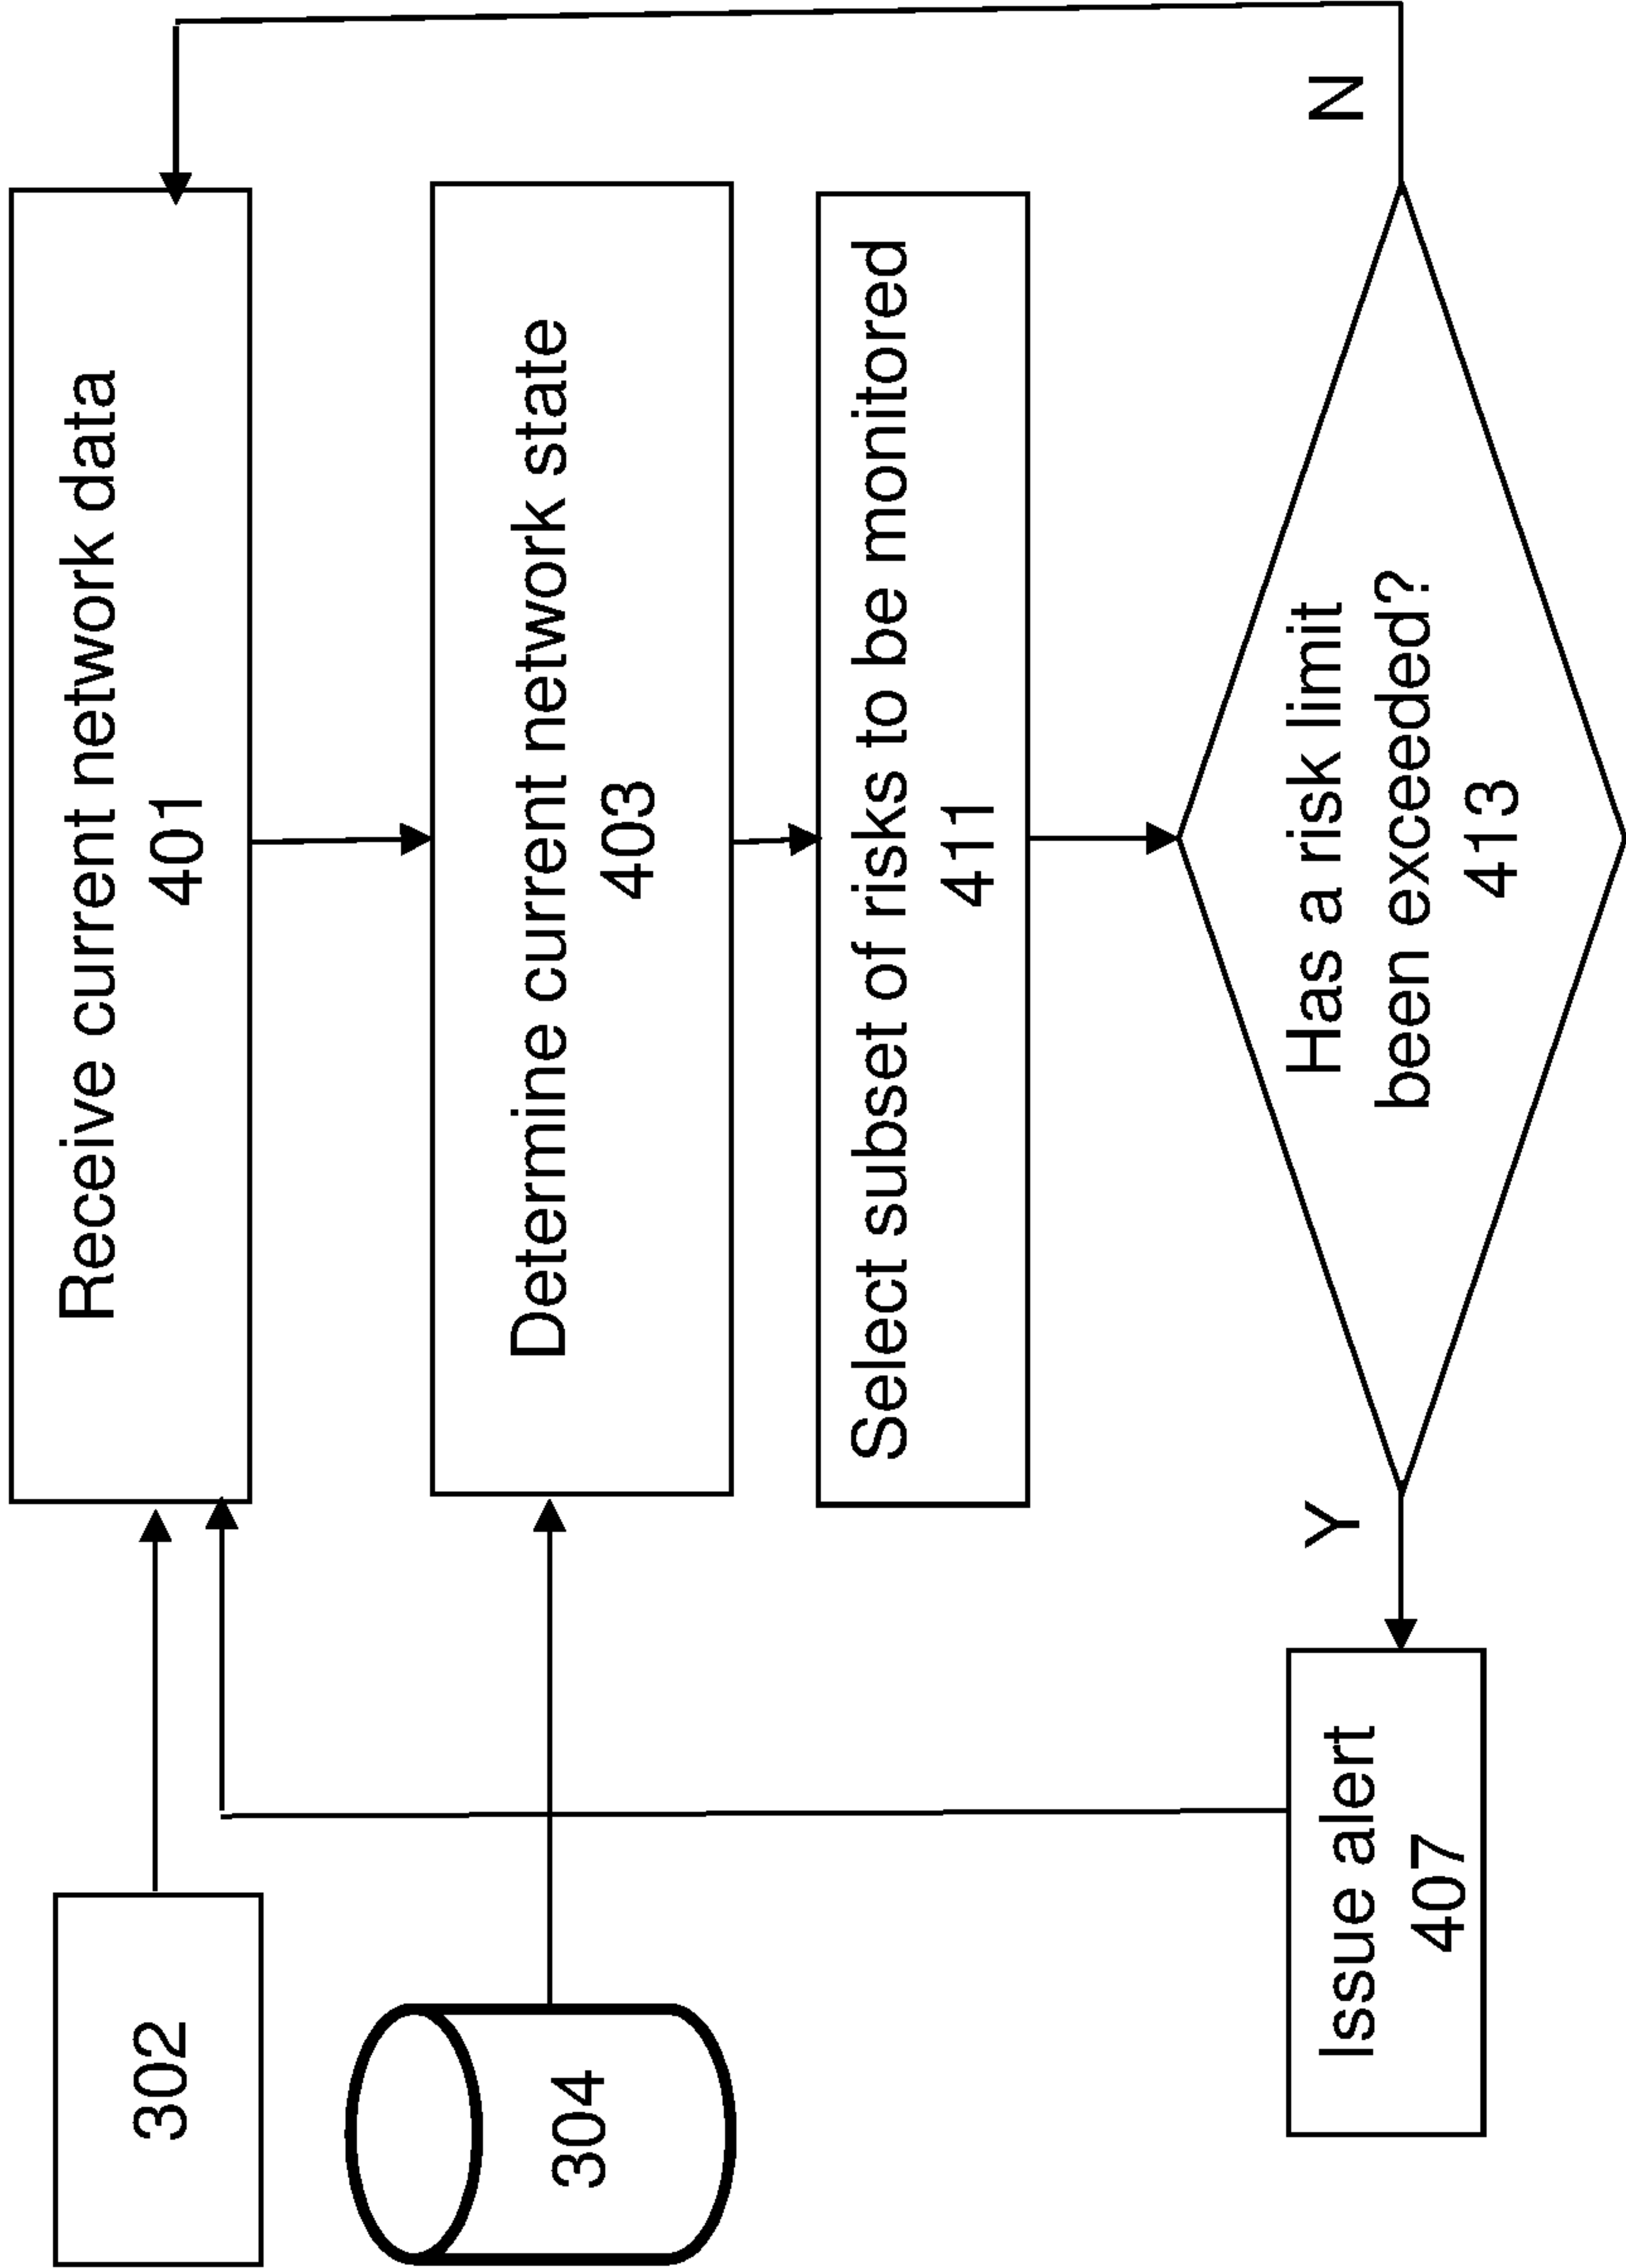 302
Receive current network data
401
304
Determine current network state
403
Select subset of risks to be monitored
411
Has a risk limit
been exceeded?
413
Y
N
Issue alert
407